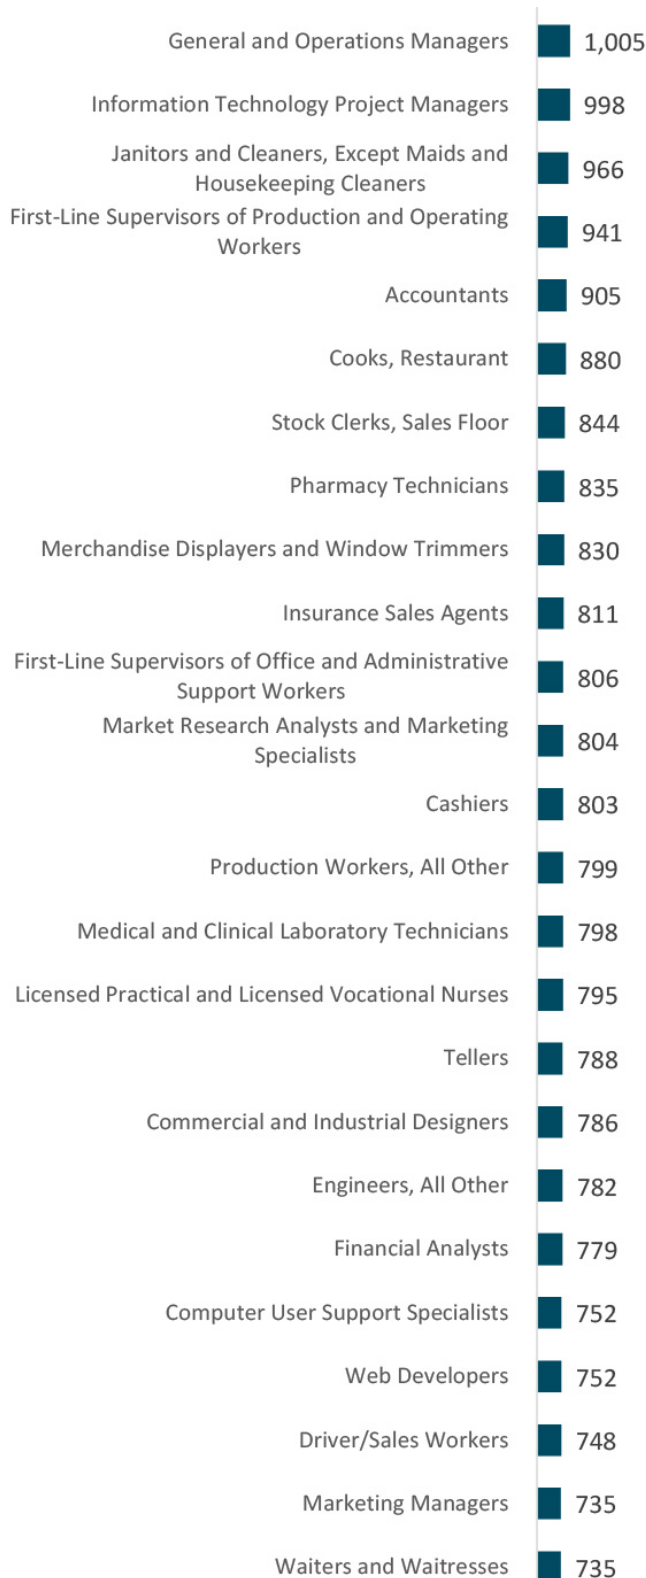 General and Operations Managers 1,005
Information Technology Project Managers 998
Janitors and Cleaners, Except Maids and
Housekeeping Cleaners 966
First-Line Supervisors of Production and Operating
Workers 941
Accountants 905
Cooks, Restaurant 880
Stock Clerks, Sales Floor 844
Pharmacy Technicians 835
Merchandise Displayers and Window Trimmers 830
Insurance Sales Agents 811
First-Line Supervisors of Office and Administrative
Support Workers 806
Market Research Analysts and Marketing
Specialists 804
Cashiers 803
Production Workers, All Other 799
Medical and Clinical Laboratory Technicians 798
Licensed Practical and Licensed Vocational Nurses 795
Tellers 788
Commercial and Industrial Designers 786
Engineers, All Other 782
Financial Analysts 779
Computer User Support Specialists 752
Web Developers 752
Driver/Sales Workers 748
Marketing Managers 735
Waiters and Waitresses 735